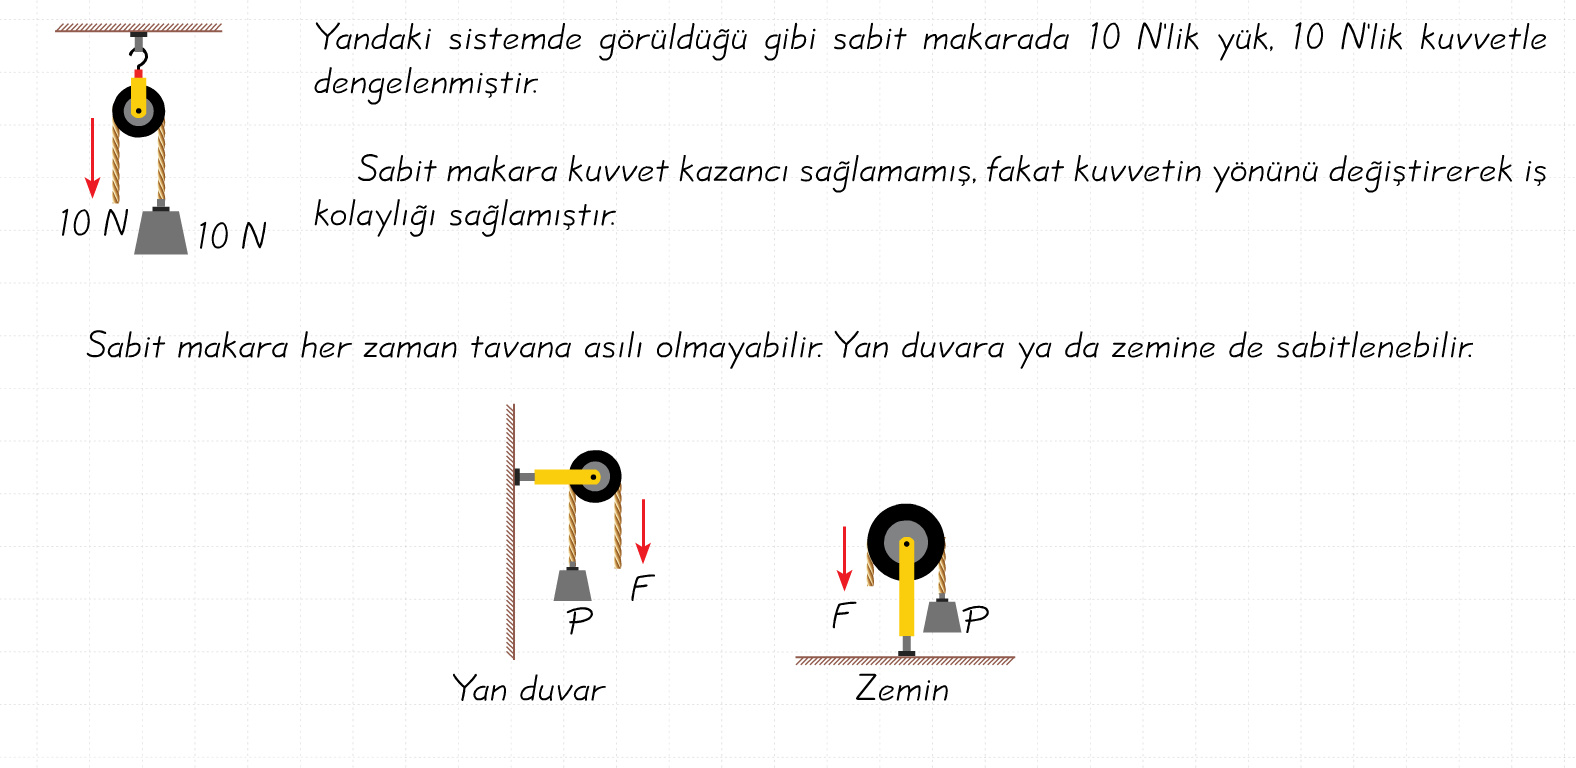 Yandaki sistemde görüldüğü gibi sabit makarada 10 N'lik yük, 10 N'lik kuvvetle
dengelenmiştir.
Sabit makara kuvvet kazancı sağlamamış, fakat kuvvetin yönünü değiştirerek iş
kolaylığı sağlamıştır.
10 N
10 N
Sabit makara her zaman tavana asılı olmayabilir. Yan duvara ya da zemine de sabitlenebilir.
F
P
F
P
Yan duvar
Zemin